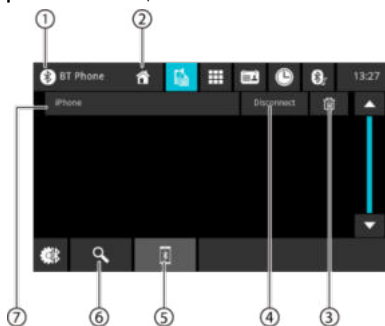 ① ②
BT Phone 13:27
iPhone Disconnect
⑦ ⑥ ⑤ ④ ③